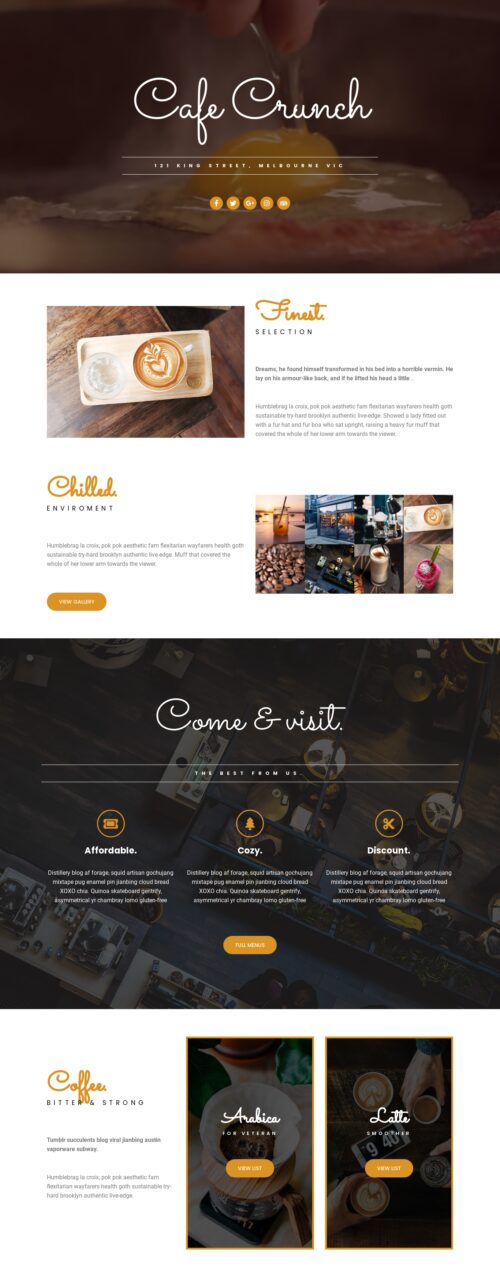 Cafe Crunch
121 KING STREET, MELBOURNE VIC
Finest.
SELECTION
Dreams, he found himself transformed in his bed into a horrible vermin. He
lay on his armour-like back, and if he lifted his head a little .
Humblebrag la croix, pok pok aesthetic fam flexitarian wayfarers health goth
sustainable try-hard brooklyn authentic live-edge. Showed a lady fitted out
with a fur hat and fur boa who sat upright, raising a heavy fur muff that
covered the whole of her lower arm towards the viewer.
Chilled.
ENVIROMENT
Humblebrag la croix, pok pok aesthetic fam flexitarian wayfarers health goth
sustainable try-hard brooklyn authentic live-edge. Muff that covered the
whole of her lower arm towards the viewer.
VIEW GALLERY
Come & visit.
THE BEST FROM US.
Affordable.
Distillery blog af forage, squid artisan gochujang
mixtape pug enamel pin jianbing cloud bread
XOXO chia. Quinoa skateboard gentrify,
asymmetrical yr chambray lomo gluten-free
Cozy.
Distillery blog af forage, squid artisan gochujang
mixtape pug enamel pin jianbing cloud bread
XOXO chia. Quinoa skateboard gentrify,
asymmetrical yr chambray lomo gluten-free
Discount.
Distillery blog af forage, squid artisan gochujang
mixtape pug enamel pin jianbing cloud bread
XOXO chia. Quinoa skateboard gentrify,
asymmetrical yr chambray lomo gluten-free
FULL MENUS
Coffee.
BITTER & STRONG
Tumblr succulents blog viral jianbing austin
vaporware subway.
Humblebrag la croix, pok pok aesthetic fam
flexitarian wayfarers health goth sustainable try-
hard brooklyn authentic live-edge.
Arabica
FOR VETERAN
VIEW LIST
Latte
SMOOTHER
VIEW LIST